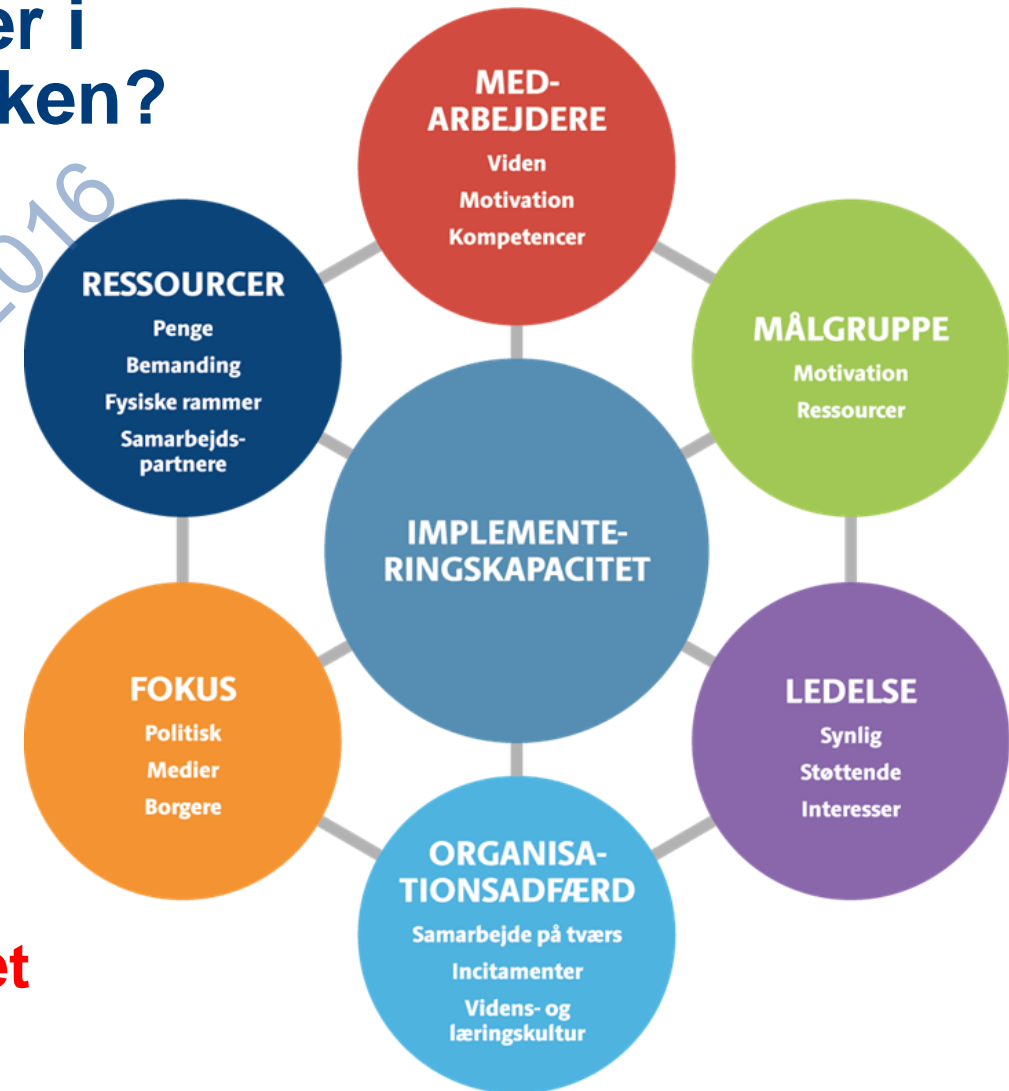 er i
ken?
2016
MED-
ARBEJDERE
Viden
Motivation
Kompetencer
RESSOURCER
Penge
Bemanding
Fysiske rammer
Samarbejds-
partnere
MÅLGRUPPE
Motivation
Ressourcer
IMPLEMENTE-
RINGSKAPACITET
FOKUS
Politisk
Medier
Borgere
LEDELSE
Synlig
Støttende
Interesser
ORGANISA-
TIONSADFÆRD
Samarbejde på tværs
Incitamenter
Videns- og
læringskultur
et